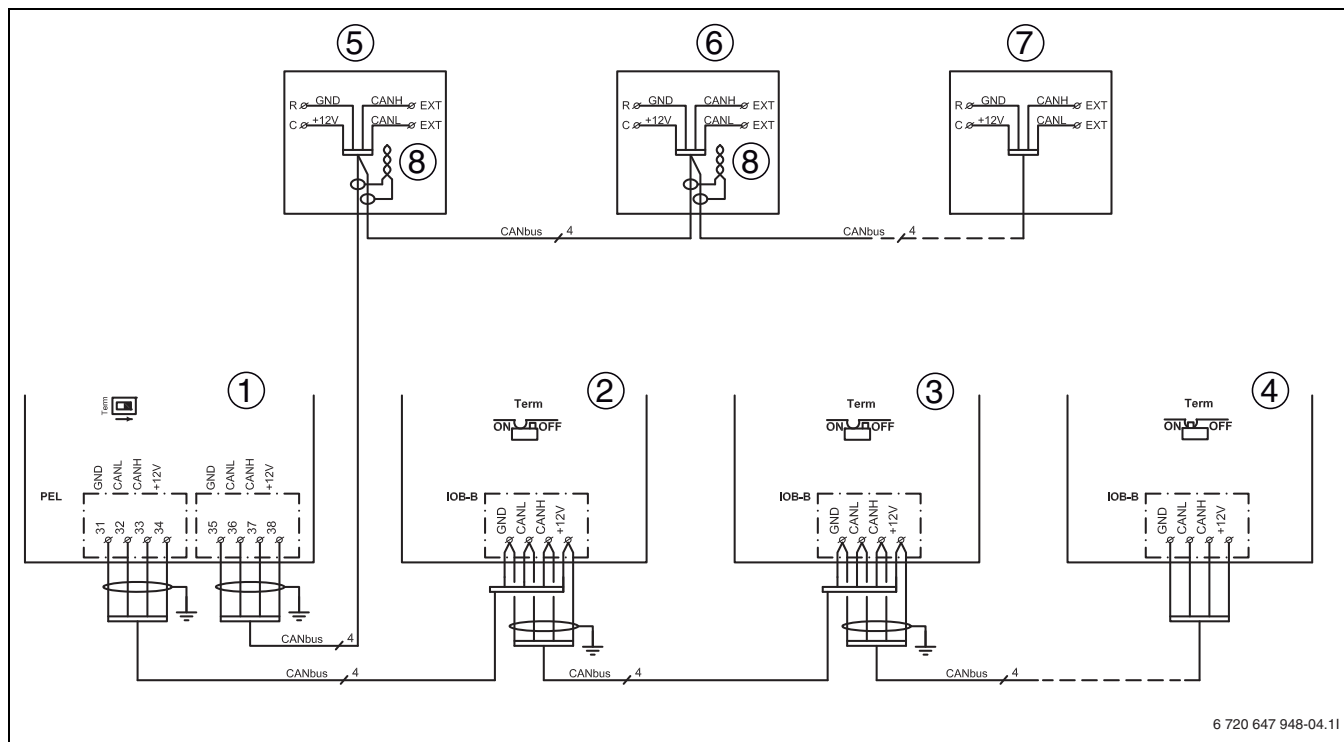 5
6
7
R GND CANH EXT
C +12V CANL EXT
8
R GND CANH EXT
C +12V CANL EXT
8
R GND CANH EXT
C +12V CANL EXT
CANbus 4
CANbus 4
1
Term
GND CANL CANH +12V
GND CANL CANH +12V
PEL
31 32 33 34
35 36 37 38
2
Term
ON OFF
IOB-B
GND CANL CANH +12V
3
Term
ON OFF
IOB-B
GND CANL CANH +12V
4
Term
ON OFF
IOB-B
GND CANL CANH +12V
CANbus 4
CANbus 4
CANbus 4
CANbus 4
6 720 647 948-04.1I